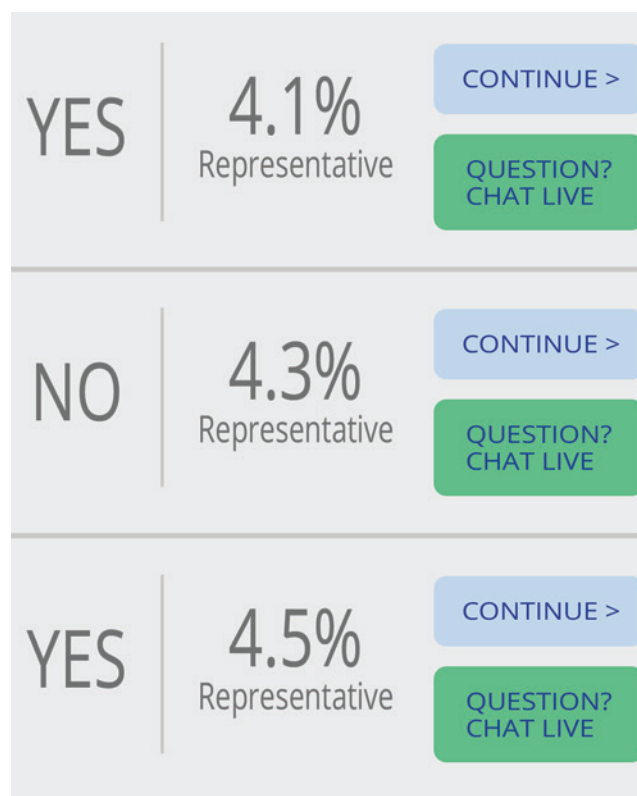 YES
4.1%
Representative
CONTINUE >
QUESTION?
CHAT LIVE
NO
4.3%
Representative
CONTINUE >
QUESTION?
CHAT LIVE
YES
4.5%
Representative
CONTINUE >
QUESTION?
CHAT LIVE